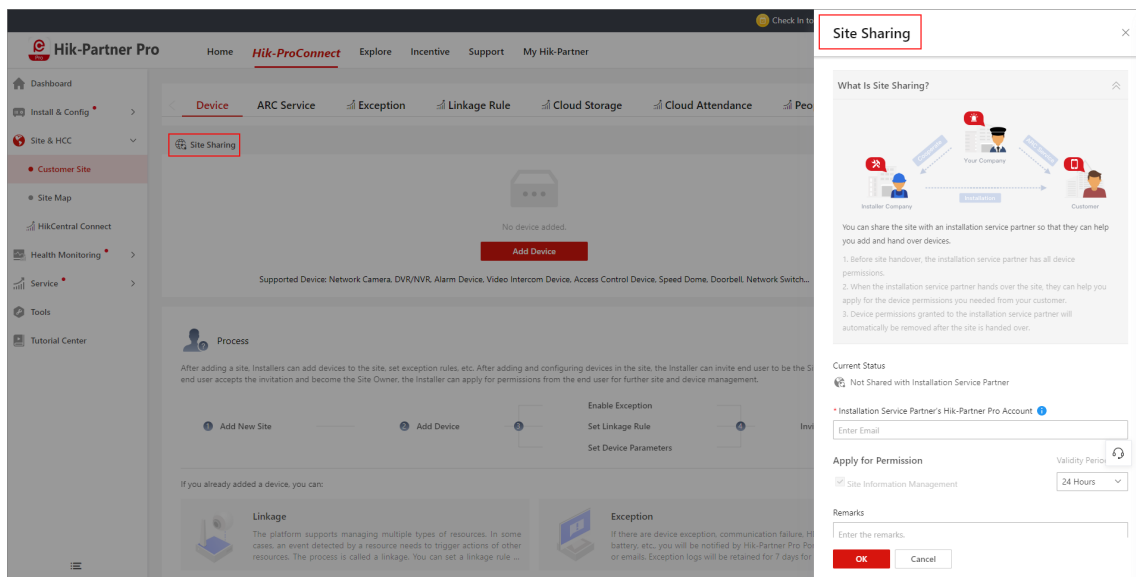 Check In to
Hik-Partner Pro
Pro
Home
Hik-ProConnect
Explore
Incentive
Support
My Hik-Partner
Dashboard
Install & Config
Site & HCC
Customer Site
Site Map
HikCentral Connect
Health Monitoring
Service
Tools
Tutorial Center
Device
ARC Service
Exception
Linkage Rule
Cloud Storage
Cloud Attendance
Peo
Site Sharing
No device added.
Add Device
Supported Device: Network Camera, DVR/NVR, Alarm Device, Video Intercom Device, Access Control Device, Speed Dome, Doorbell, Network Switch...
Process
After adding a site, Installers can add devices to the site, set exception rules, etc. After adding and configuring devices in the site, the Installer can invite end user to be the Si
end user accepts the invitation and become the Site Owner, the Installer can apply for permissions from the end user for further site and device management.
1 Add New Site
2 Add Device
3
Enable Exception
Set Linkage Rule
Set Device Parameters
4
Invi
If you already added a device, you can:
Linkage
The platform supports managing multiple types of resources. In some
cases, an event detected by a resource needs to trigger actions of other
resources. The process is called a linkage. You can set a linkage rule ...
Exception
If there are device exception, communication failure, Hi
battery, etc., you will be notified by Hik-Partner Pro Po
or emails. Exception logs will be retained for 7 days for
Site Sharing
What Is Site Sharing?
Your Company
ARC Service
Installation
Installer Company
Customer
You can share the site with an installation service partner so that they can help
you add and hand over devices.
1. Before site handover, the installation service partner has all device
permissions.
2. When the installation service partner hands over the site, they can help you
apply for the device permissions you needed from your customer.
3. Device permissions granted to the installation service partner will
automatically be removed after the site is handed over.
Current Status
Not Shared with Installation Service Partner
* Installation Service Partner's Hik-Partner Pro Account
Enter Email
Apply for Permission
Validity Perio
Site Information Management
24 Hours
Remarks
Enter the remarks.
OK
Cancel